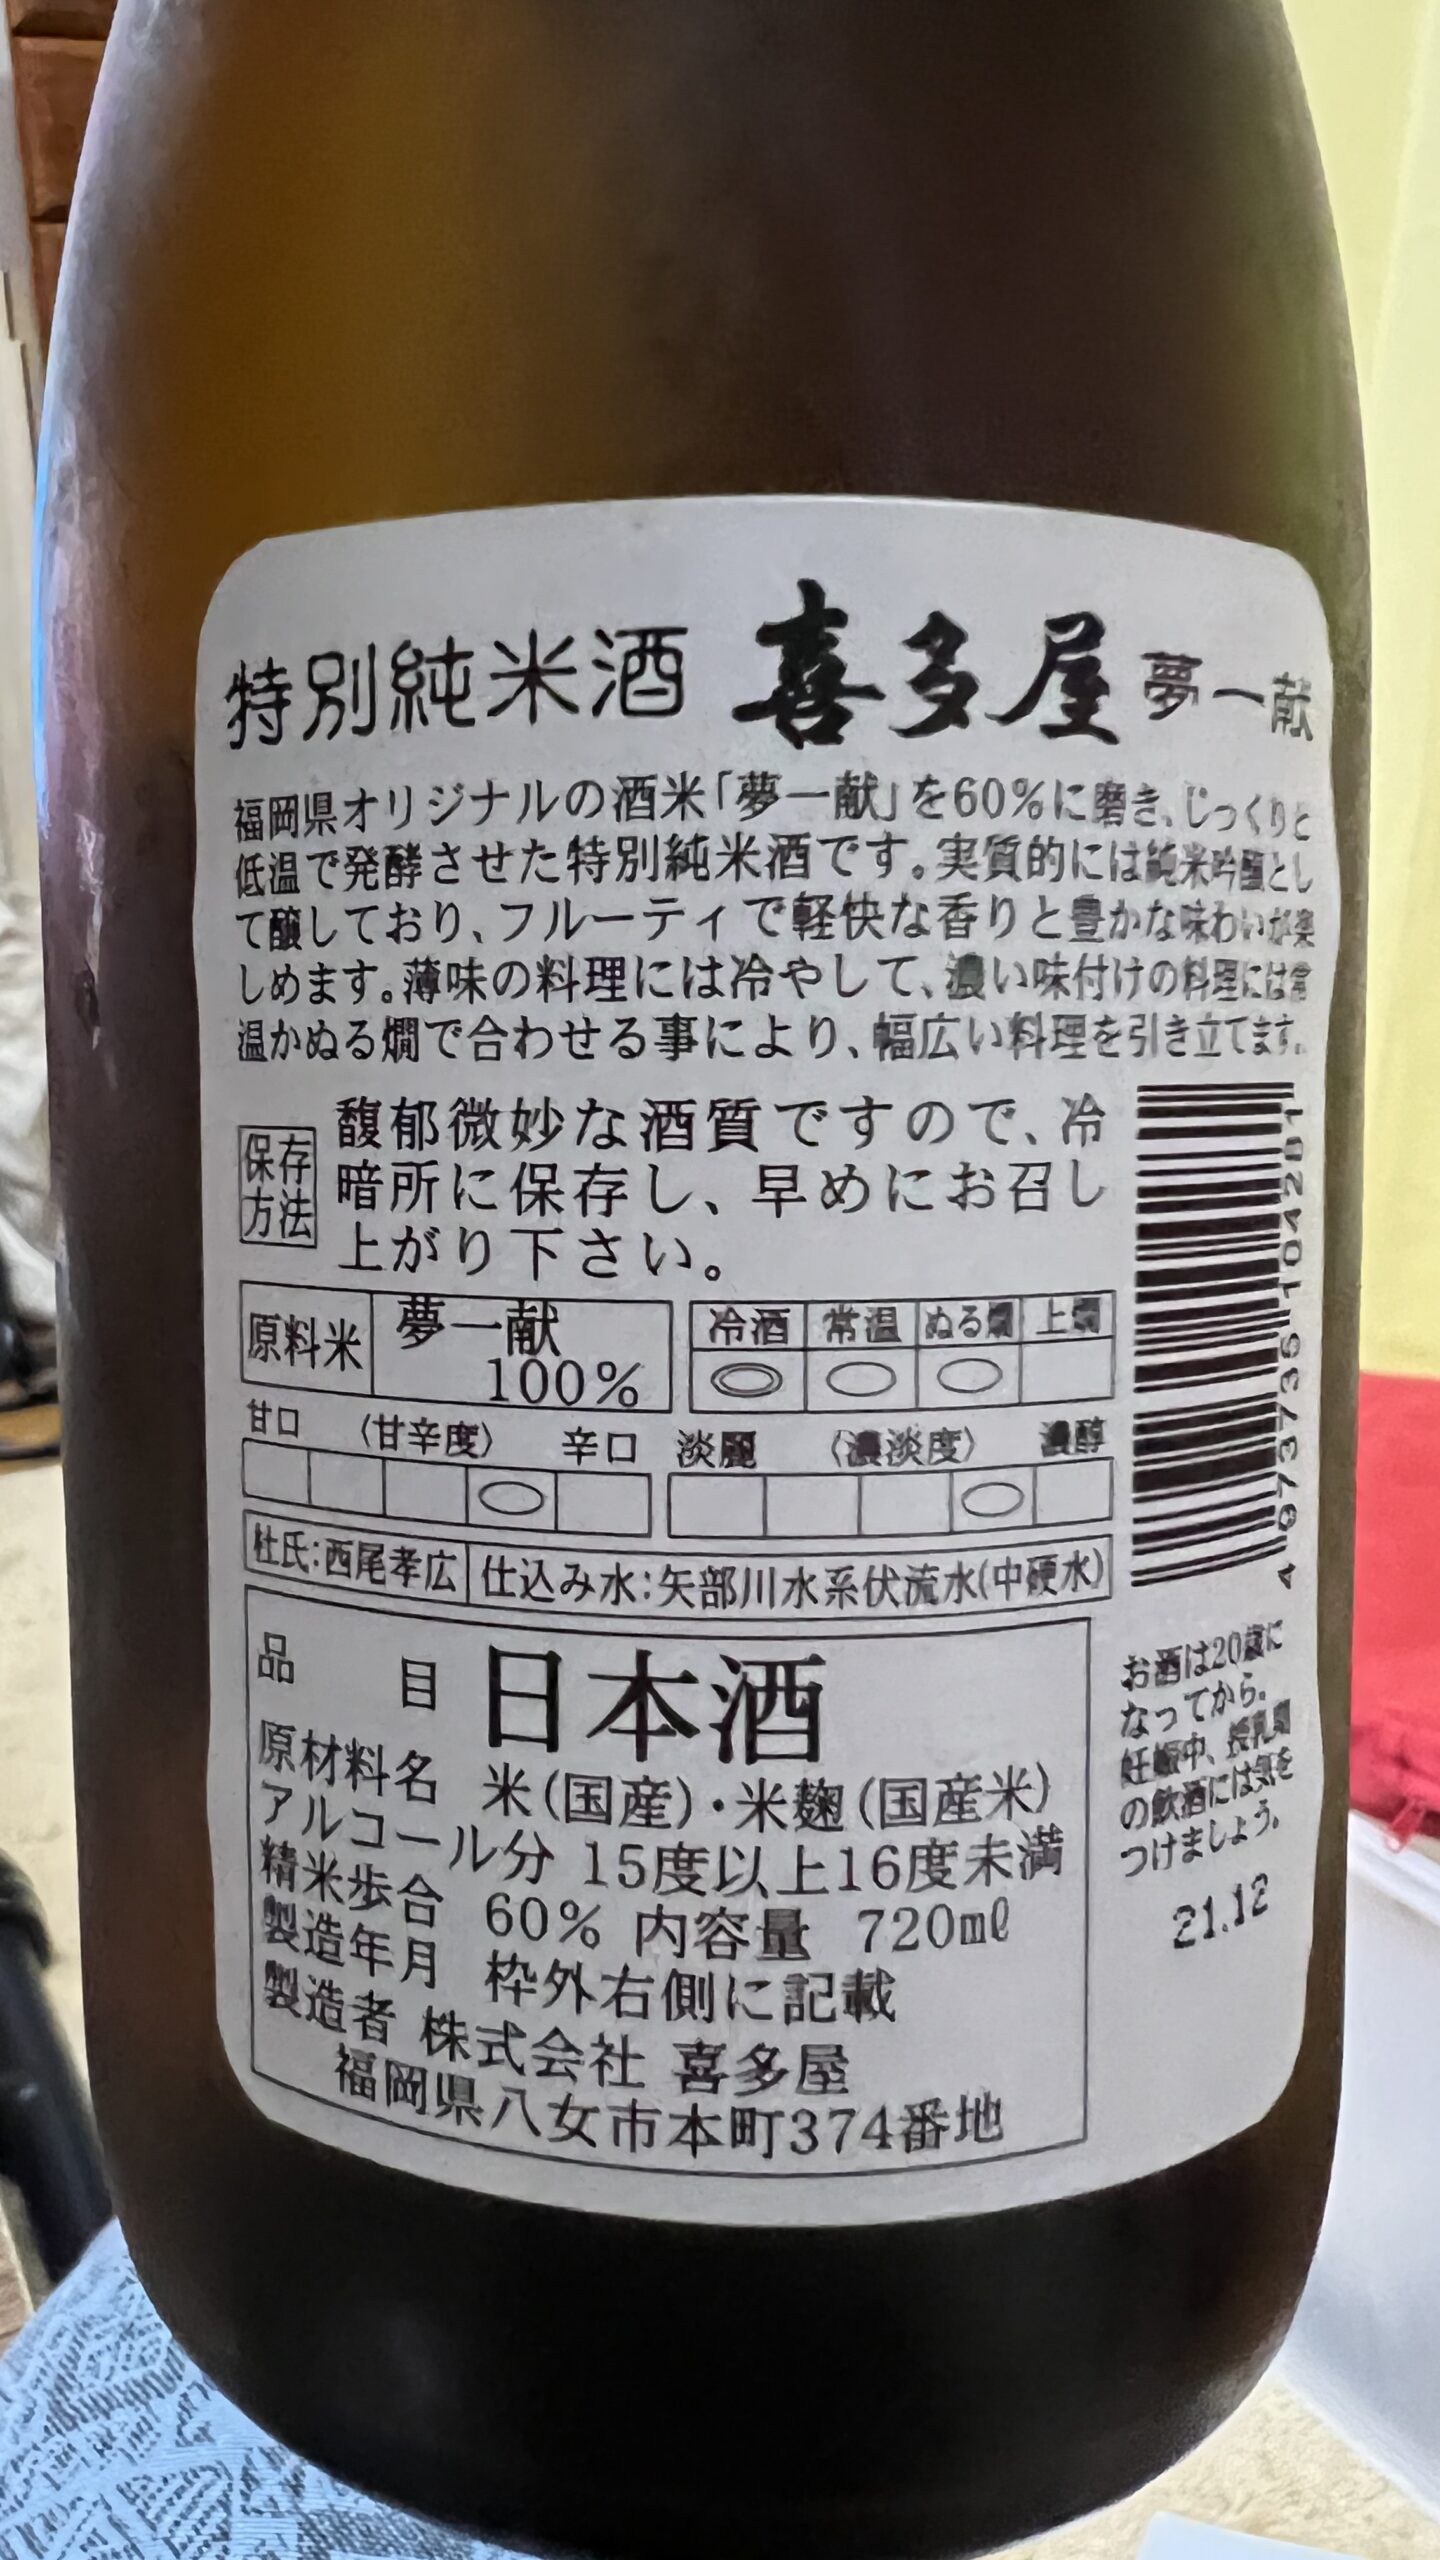 特別純米酒 喜多屋 夢一献
福岡県オリジナルの酒米「夢一献」を60%に磨き、じっくりと
低温で発酵させた特別純米酒です。実質的には純米吟醸とし
て醸しており、フルーティで軽快な香りと豊かな味わいが楽
しめます。薄味の料理には冷やして、濃い味付けの料理には常
温かぬる燗で合わせる事により、幅広い料理を引き立てます。
保存方法
馥郁微妙な酒質ですので、冷
暗所に保存し、早めにお召し
上がり下さい。
原料米 夢一献 100%
冷酒 常温 ぬる燗 上燗
◎ ○ ○
甘口 (甘辛度) 辛口 淡麗 (濃淡度) 濃醇
○ ○
杜氏:西尾孝広 仕込み水:矢部川水系伏流水(中硬水)
品目 日本酒
原材料名 米(国産)・米麹(国産米)
アルコール分 15度以上16度未満
精米歩合 60% 内容量 720mℓ
製造年月 枠外右側に記載
製造者 株式会社 喜多屋
福岡県八女市本町374番地
4 973736 104281
お酒は20歳に
なってから。
妊娠中、授乳期
の飲酒には気を
つけましょう。
21.12